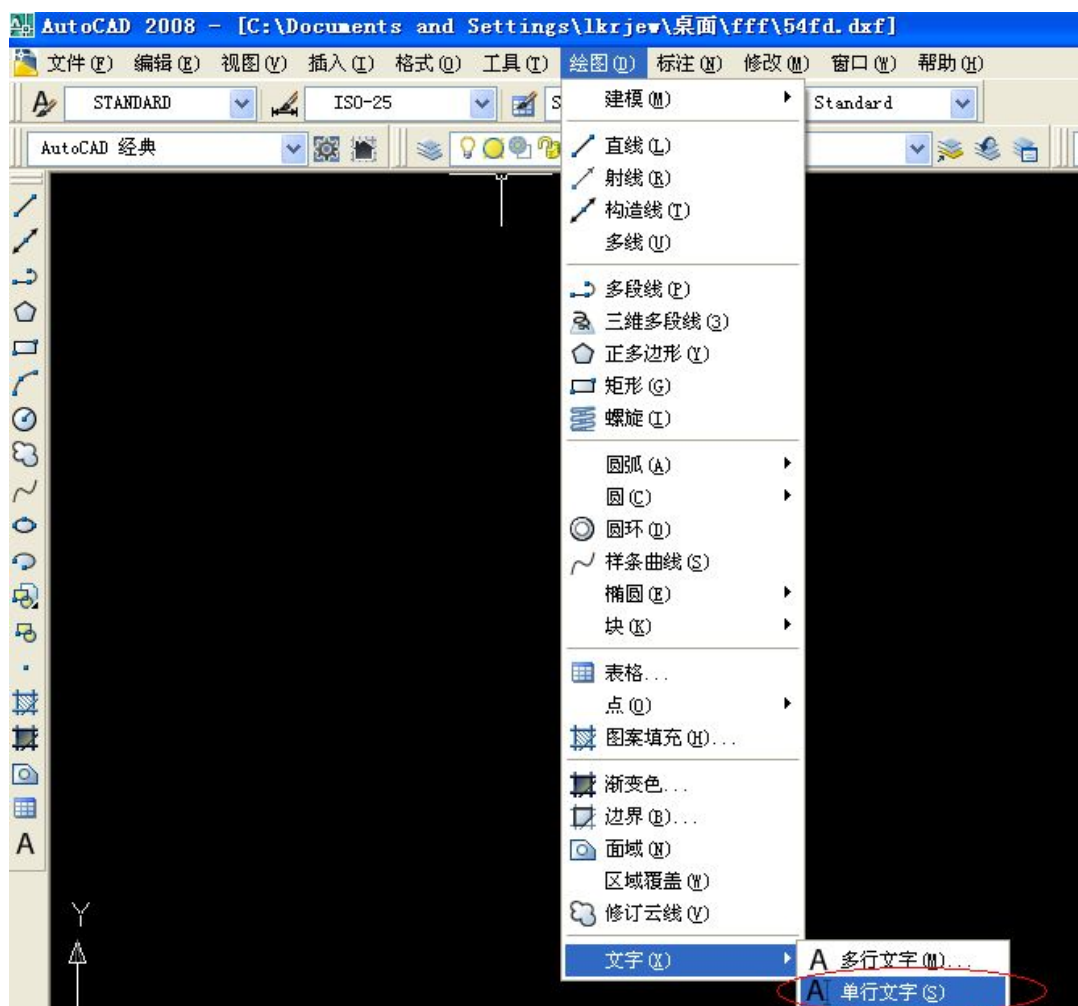 AutoCAD 2008 - [C:\Documents and Settings\lkrjew\桌面\fff\54fd.dxf]
文件(F) 编辑(E) 视图(V) 插入(I) 格式(O) 工具(T) 绘图(D) 标注(N) 修改(M) 窗口(W) 帮助(H)
STANDARD ISO-25 S Standard
AutoCAD 经典
建模(M)
直线(L)
射线(R)
构造线(T)
多线(U)
多段线(P)
三维多段线(3)
正多边形(Y)
矩形(G)
螺旋(I)
圆弧(A)
圆(C)
圆环(D)
样条曲线(S)
椭圆(E)
块(K)
表格...
点(O)
图案填充(H)...
渐变色...
边界(B)...
面域(N)
区域覆盖(W)
修订云线(V)
文字(X)
A 多行文字(M)...
A 单行文字(S)
A
Y